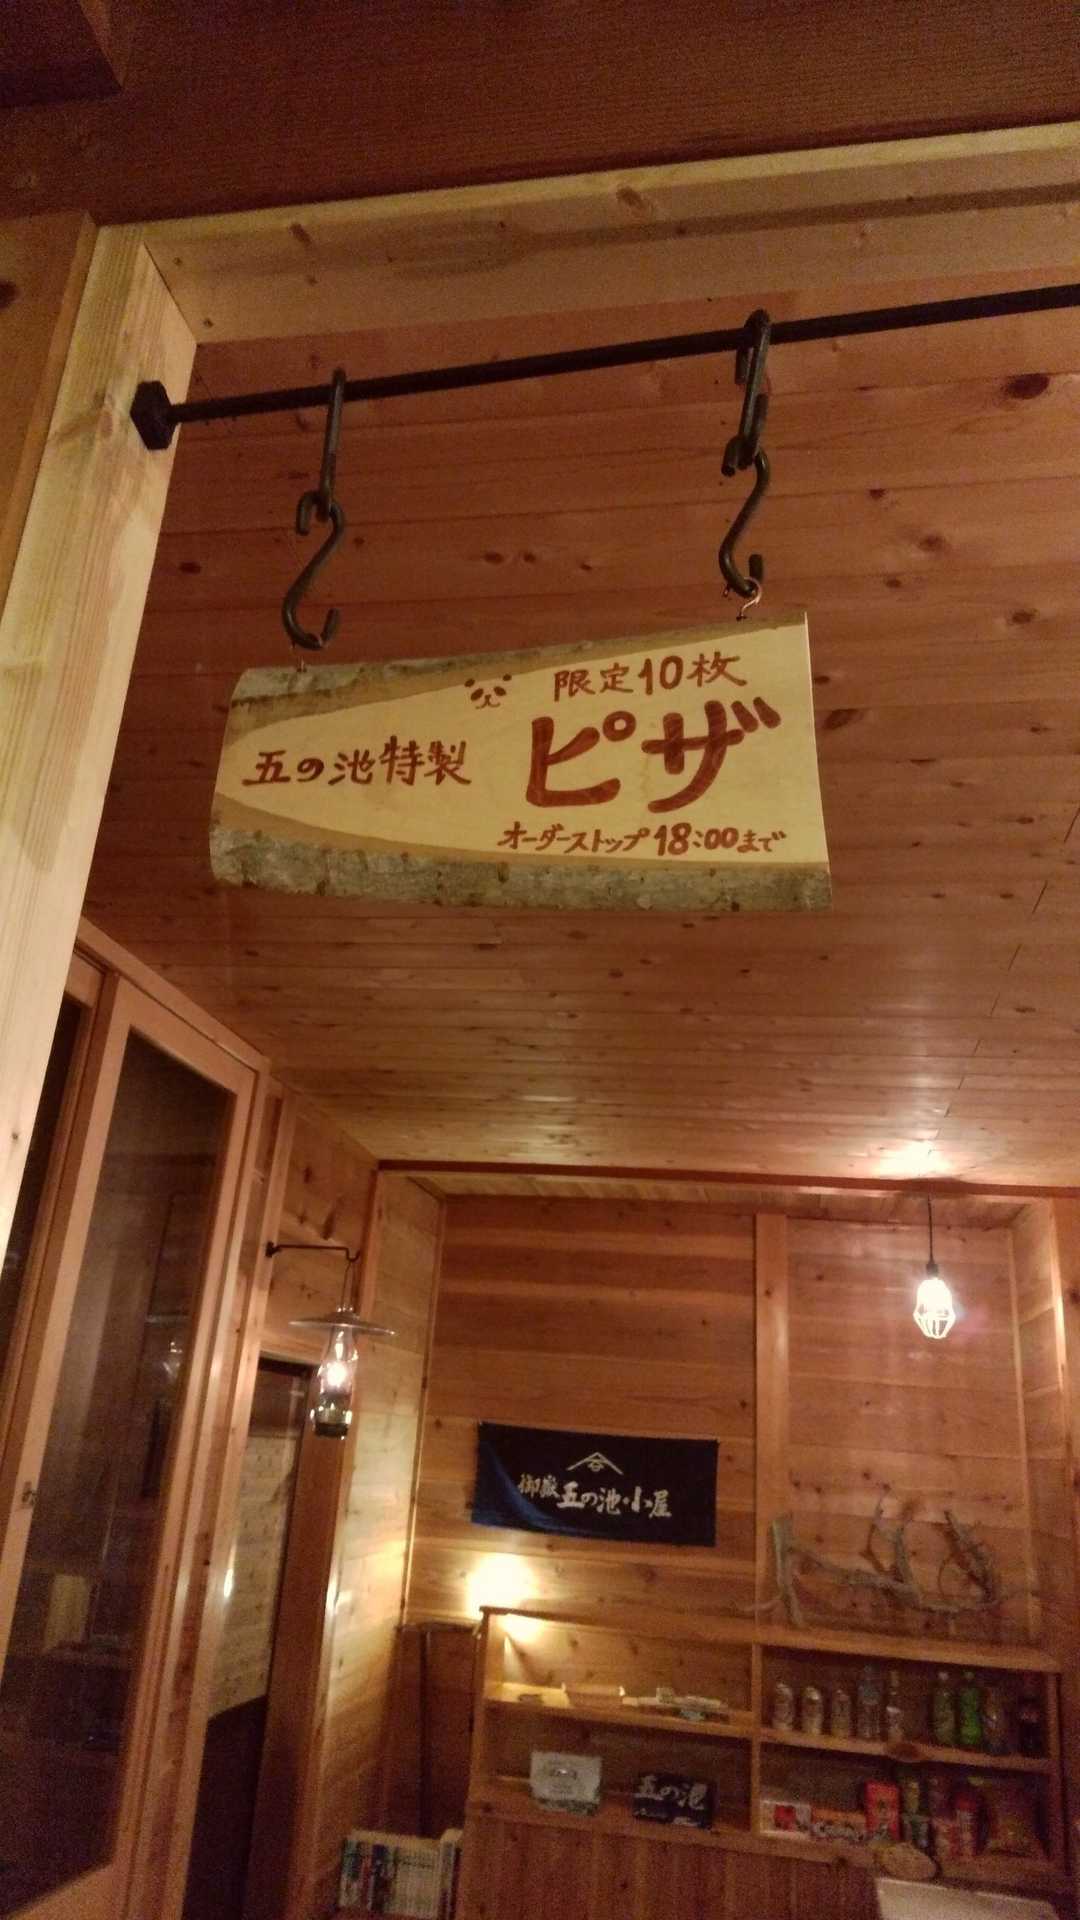 限定10枚
五の池特製
ピザ
オーダーストップ18:00まで
御嶽 五の池・小屋
五の池